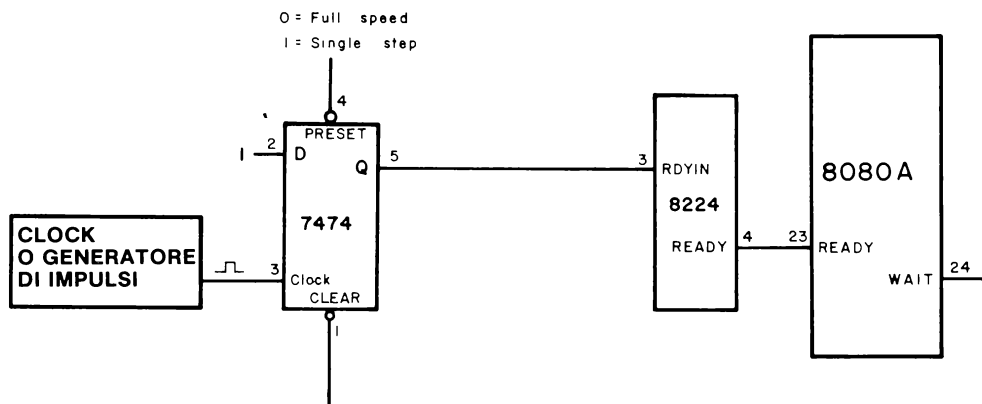 0 = Full speed
1 = Single step
4
PRESET
2
1
D
Q
5
7474
CLOCK
O GENERATORE
DI IMPULSI
3
Clock
CLEAR
1
3
RDYIN
8224
READY
4
23
8080A
READY
WAIT
24